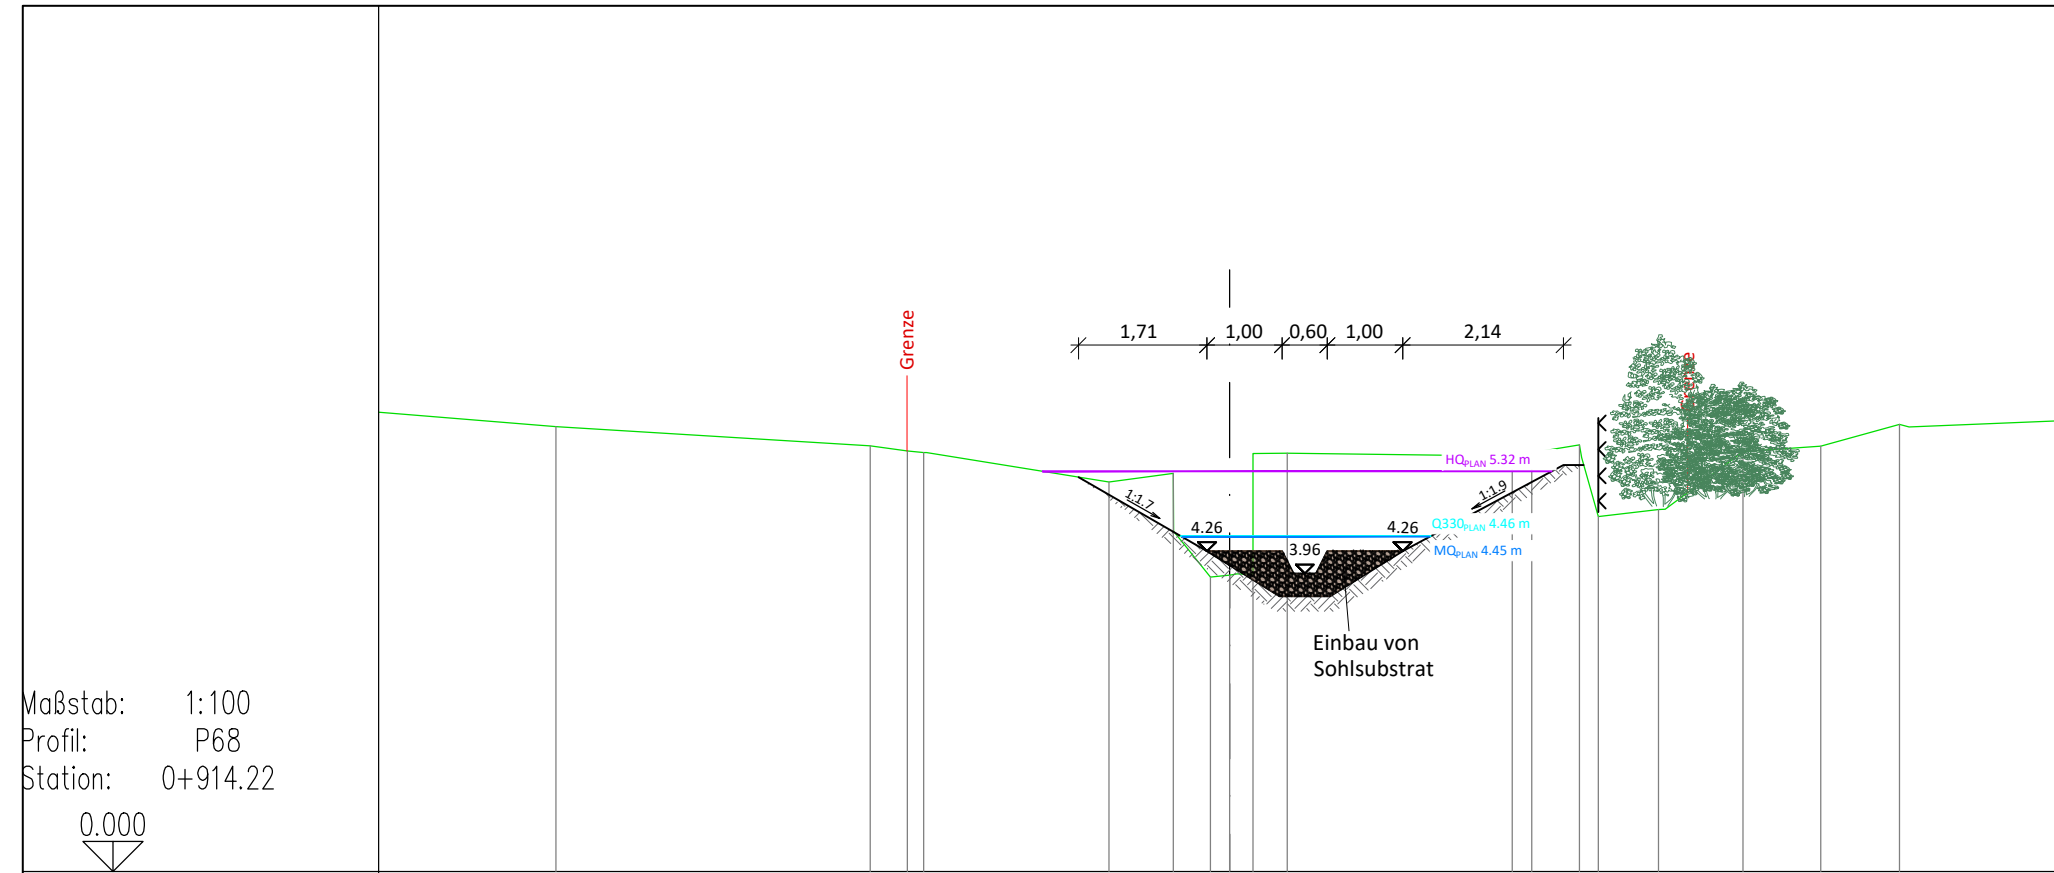 Grenze
1,71 1,00 0,60 1,00 2,14
HQPLAN 5.32 m
1:1.7
1:1.9
4.26
4.26
Q330PLAN 4.46 m
3.96
MQPLAN 4.45 m
Einbau von
Sohlsubstrat
Maßstab: 1:100
Profil: P68
Station: 0+914.22
0.000